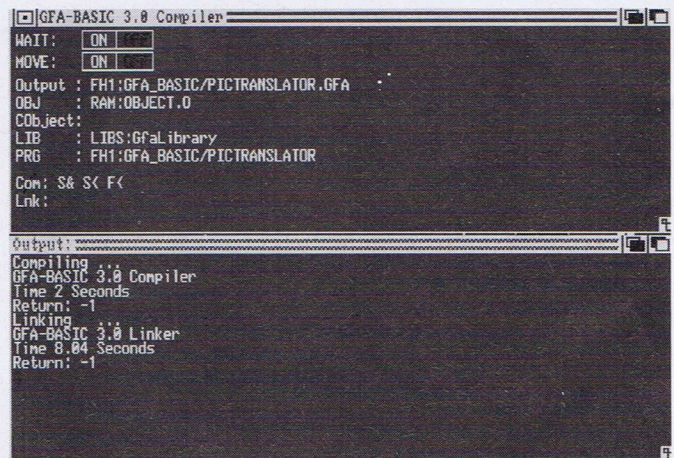 GFA-BASIC 3.0 Compiler
WAIT: ON
MOVE: ON
Output : FH1:GFA_BASIC/PICTRANSLATOR.GFA
OBJ : RAM:OBJECT.O
CObject:
LIB : LIBS:GfaLibrary
PRG : FH1:GFA_BASIC/PICTRANSLATOR
Com: S& S< F<
Lnk:
Output:
Compiling ...
GFA-BASIC 3.0 Compiler
Time 2 Seconds
Return: -1
Linking ...
GFA-BASIC 3.0 Linker
Time 8.04 Seconds
Return: -1